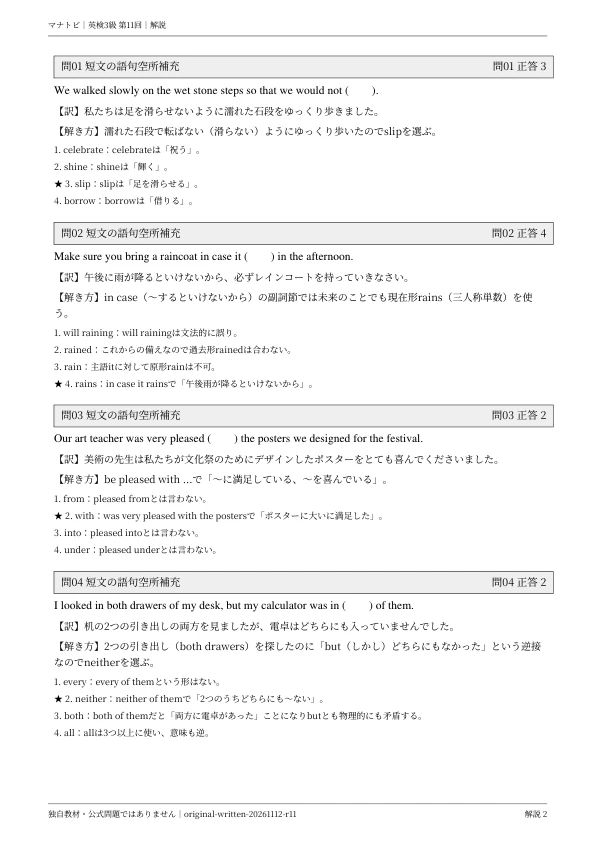 マナトビ｜英検3級 第11回｜解説
問01 短文の語句空所補充 問01 正答 3
We walked slowly on the wet stone steps so that we would not (　　).
【訳】私たちは足を滑らせないように濡れた石段をゆっくり歩きました。
【解き方】濡れた石段で転ばない（滑らない）ようにゆっくり歩いたのでslipを選ぶ。
1. celebrate：celebrateは「祝う」。
2. shine：shineは「輝く」。
★ 3. slip：slipは「足を滑らせる」。
4. borrow：borrowは「借りる」。
問02 短文の語句空所補充 問02 正答 4
Make sure you bring a raincoat in case it (　　) in the afternoon.
【訳】午後に雨が降るといけないから、必ずレインコートを持っていきなさい。
【解き方】in case（〜するといけないから）の副詞節では未来のことでも現在形rains（三人称単数）を使
う。
1. will raining：will rainingは文法的に誤り。
2. rained：これからの備えなので過去形rainedは合わない。
3. rain：主語itに対して原形rainは不可。
★ 4. rains：in case it rainsで「午後雨が降るといけないから」。
問03 短文の語句空所補充 問03 正答 2
Our art teacher was very pleased (　　) the posters we designed for the festival.
【訳】美術の先生は私たちが文化祭のためにデザインしたポスターをとても喜んでくださいました。
【解き方】be pleased with ...で「〜に満足している、〜を喜んでいる」。
1. from：pleased fromとは言わない。
★ 2. with：was very pleased with the postersで「ポスターに大いに満足した」。
3. into：pleased intoとは言わない。
4. under：pleased underとは言わない。
問04 短文の語句空所補充 問04 正答 2
I looked in both drawers of my desk, but my calculator was in (　　) of them.
【訳】机の2つの引き出しの両方を見ましたが、電卓はどちらにも入っていませんでした。
【解き方】2つの引き出し（both drawers）を探したのに「but（しかし）どちらにもなかった」という逆接
なのでneitherを選ぶ。
1. every：every of themという形はない。
★ 2. neither：neither of themで「2つのうちどちらにも〜ない」。
3. both：both of themだと「両方に電卓があった」ことになりbutとも物理的にも矛盾する。
4. all：allは3つ以上に使い、意味も逆。
独自教材・公式問題ではありません｜original-written-20261112-r11 解説 2